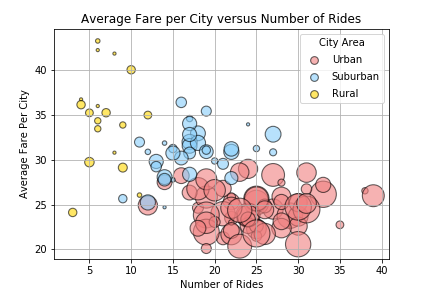 Average Fare per City versus Number of Rides
City Area
Urban
Suburban
Rural
Average Fare Per City
40
35
30
25
20
5 10 15 20 25 30 35 40
Number of Rides